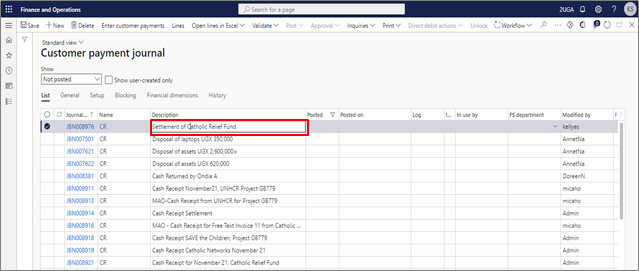 Finance and Operations
Search for a page
2UGA
KS
Save
New
Delete
Enter customer payments
Lines
Open lines in Excel
Validate
Posted
Inquiries
Print
Direct debit actions
Unlock
Workflow
Standard view
Customer payment journal
Show
Not posted
Show user-created only
List
General
Setup
Blocking
Financial dimensions
History
Journal... Name Description Posted Posted on Log I... In use by FS department Modified by
JBN008976 CR Settlement of Catholic Relief Fund kellyes
JBN007501 CR Disposal of laptops UGX 350,000 AnnetNa
JBN007621 CR Disposal of assets UGX 2,600,000x AnnetNa
JBN007622 CR Disposal of assets UGX 620,000 AnnetNa
JBN008381 CR Cash Returned by Ondia A DoreenN
JBN008911 CR Cash Receipt November21, UNHCR Project GB779 micaho
JBN008913 CR MAO-Cash Receipt from UNHCR for Project GB779 micaho
JBN008914 CR Cash Receipt Settlement Admin
JBN008916 CR MAO - Cash Receipt for Free Text Invoice 11 from Catholic ... micaho
JBN008918 CR Cash Receipt SAVE the Children, Project GB779 Admin
JBN008919 CR Cash Receipt Catholic Networks November 21 Admin
JBN008921 CR Cash Receipt for November 21, Catholic Relief Fund Admin